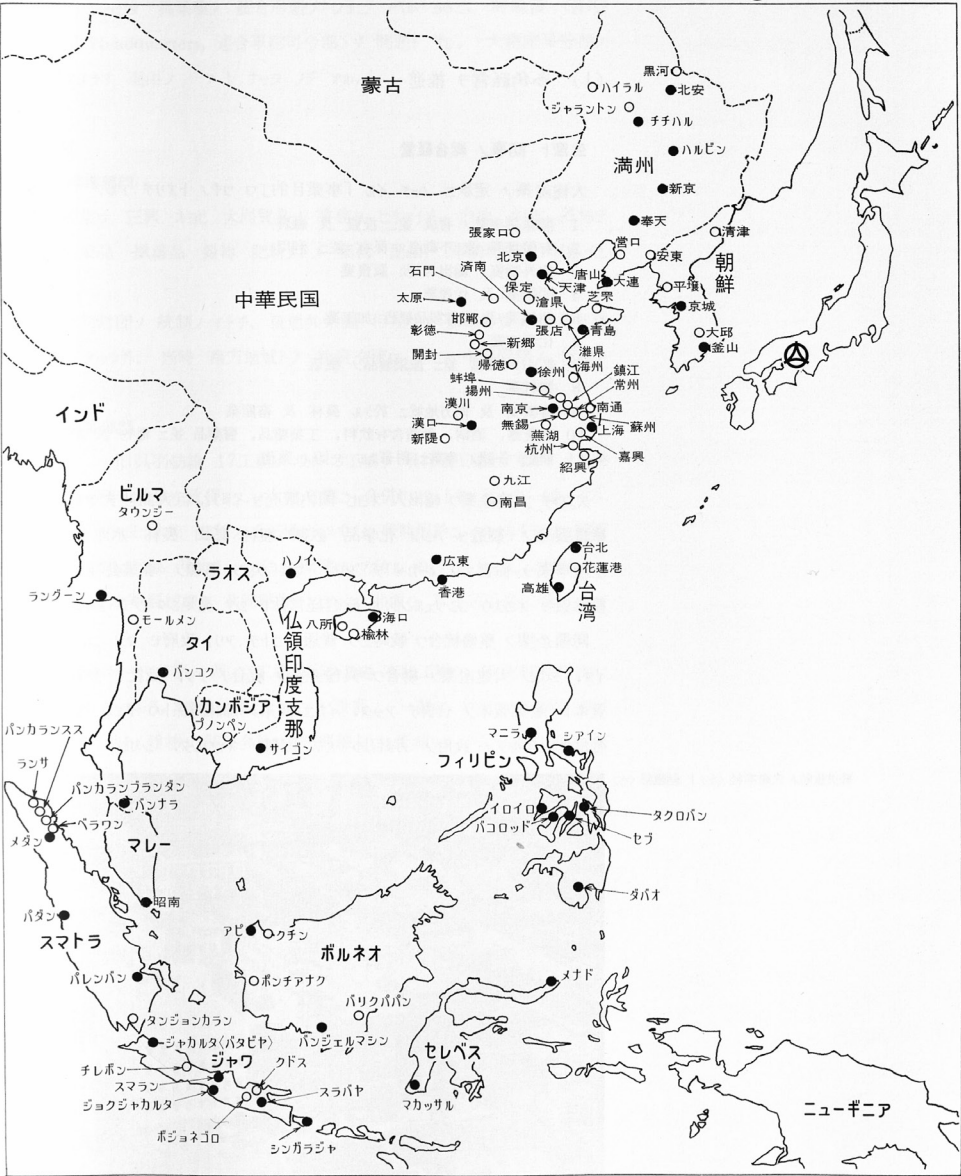 蒙古
黒河
北安
ハイラル
ジャラントン
チチハル
ハルビン
満州
新京
奉天
清津
張家口
営口
安東
朝鮮
北京
石門
済南
唐山
天津
大連
平壌
保定
滄県
芝罘
京城
中華民国
太原
邯鄲
張店
青島
大邱
釜山
彰徳
新郷
濰県
海州
開封
帰徳
徐州
鎮江
常州
蚌埠
揚州
漢川
南京
南通
漢口
無錫
蘇州
上海
新隄
蕪湖
杭州
嘉興
紹興
九江
南昌
インド
ビルマ
タウンジー
ラオス
ハノイ
広東
香港
台北
花蓮港
高雄
台湾
ラングーン
モールメン
海口
八所
楡林
タイ
仏領印度支那
バンコク
カンボジア
プノンペン
サイゴン
マニラ
シアイン
フィリピン
パンカランスス
ランサ
パンカランブランタン
バンナラ
ベラワン
メダン
マレー
イロイロ
バコロッド
タクロバン
セブ
ダバオ
昭南
パダン
スマトラ
アピ
クチン
ボルネオ
パレンバン
ポンチアナク
メナド
バリクパパン
タンジョンカラン
バンジェルマシン
ジャカルタ〈バタビヤ〉
セレベス
チレボン
ジャワ
クドス
スマラン
スラバヤ
ジョクジャカルタ
マカッサル
ボジョネゴロ
シンガラジャ
ニューギニア